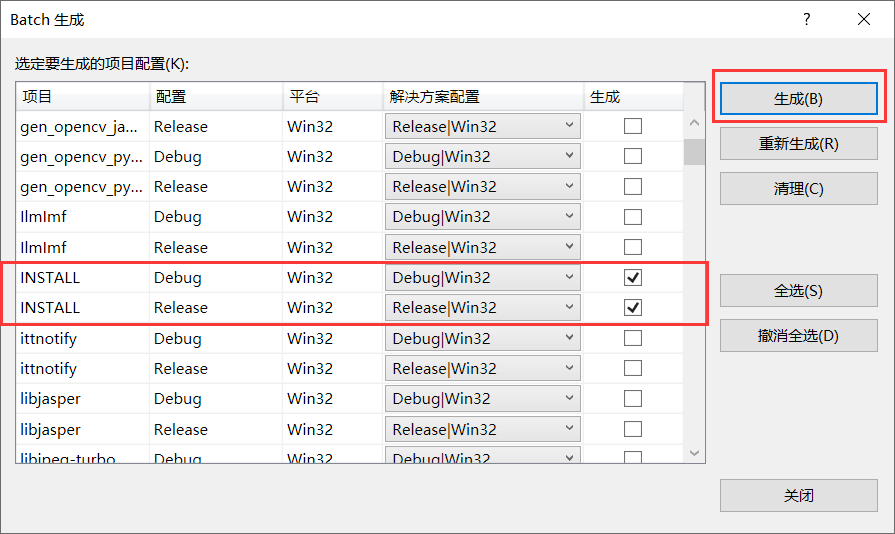 Batch 生成
?
选定要生成的项目配置(K):
项目 配置 平台 解决方案配置 生成
gen_opencv_ja... Release Win32 Release|Win32
gen_opencv_py... Debug Win32 Debug|Win32
gen_opencv_py... Release Win32 Release|Win32
IlmImf Debug Win32 Debug|Win32
IlmImf Release Win32 Release|Win32
INSTALL Debug Win32 Debug|Win32
INSTALL Release Win32 Release|Win32
ittnotify Debug Win32 Debug|Win32
ittnotify Release Win32 Release|Win32
libjasper Debug Win32 Debug|Win32
libjasper Release Win32 Release|Win32
libjpeg-turbo Debug Win32 Debug|Win32
生成(B)
重新生成(R)
清理(C)
全选(S)
撤消全选(D)
关闭